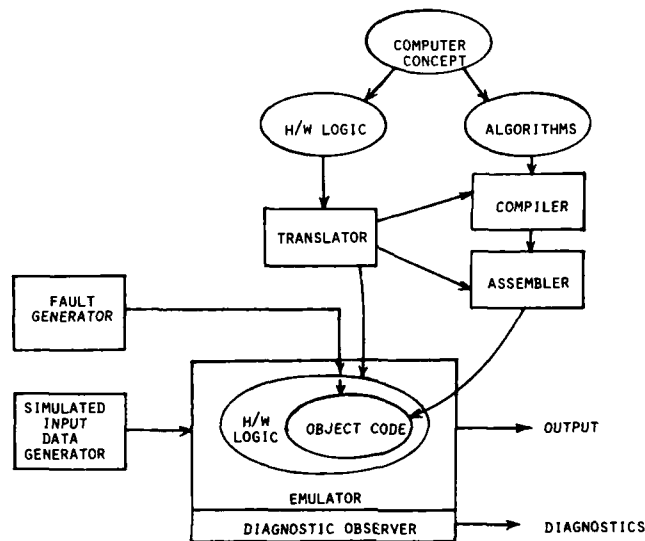 COMPUTER
CONCEPT
H/W LOGIC
ALGORITHMS
COMPILER
TRANSLATOR
ASSEMBLER
FAULT
GENERATOR
SIMULATED
INPUT
DATA
GENERATOR
H/W
LOGIC
OBJECT CODE
OUTPUT
EMULATOR
DIAGNOSTIC OBSERVER
DIAGNOSTICS